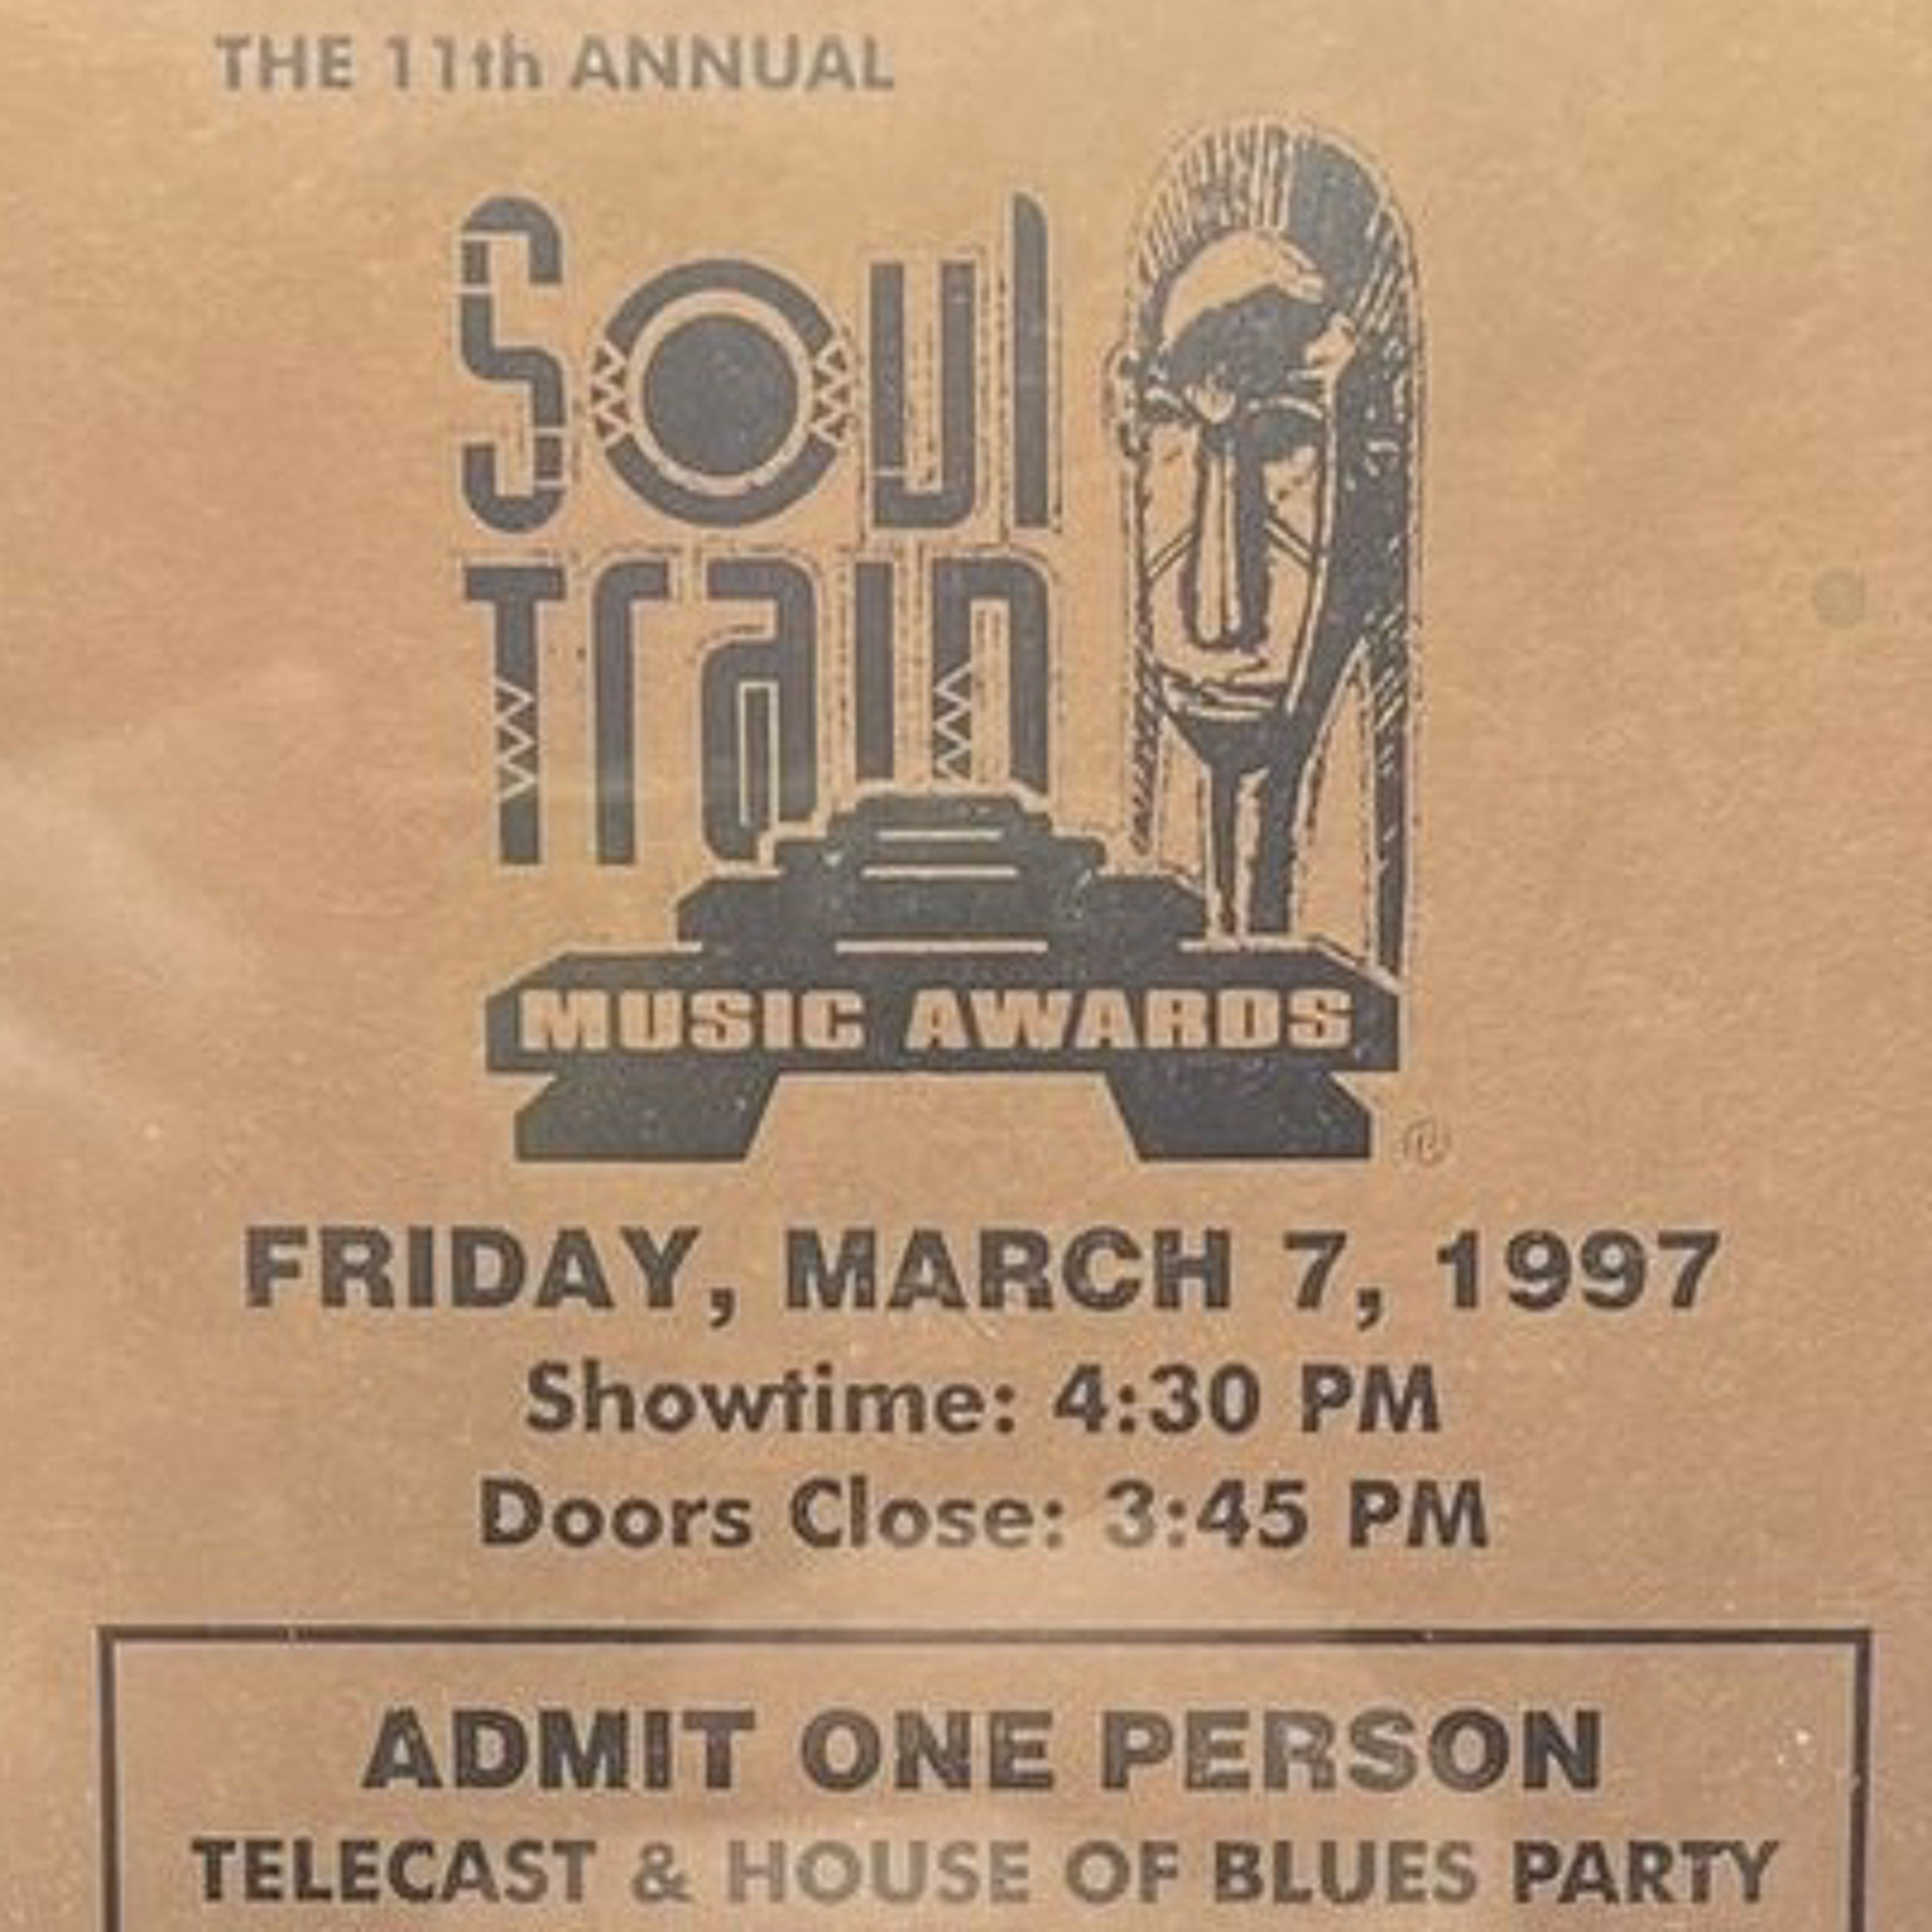 THE 11th ANNUAL
Soul
Train
MUSIC AWARDS
®
FRIDAY, MARCH 7, 1997
Showtime: 4:30 PM
Doors Close: 3:45 PM
ADMIT ONE PERSON
TELECAST & HOUSE OF BLUES PARTY